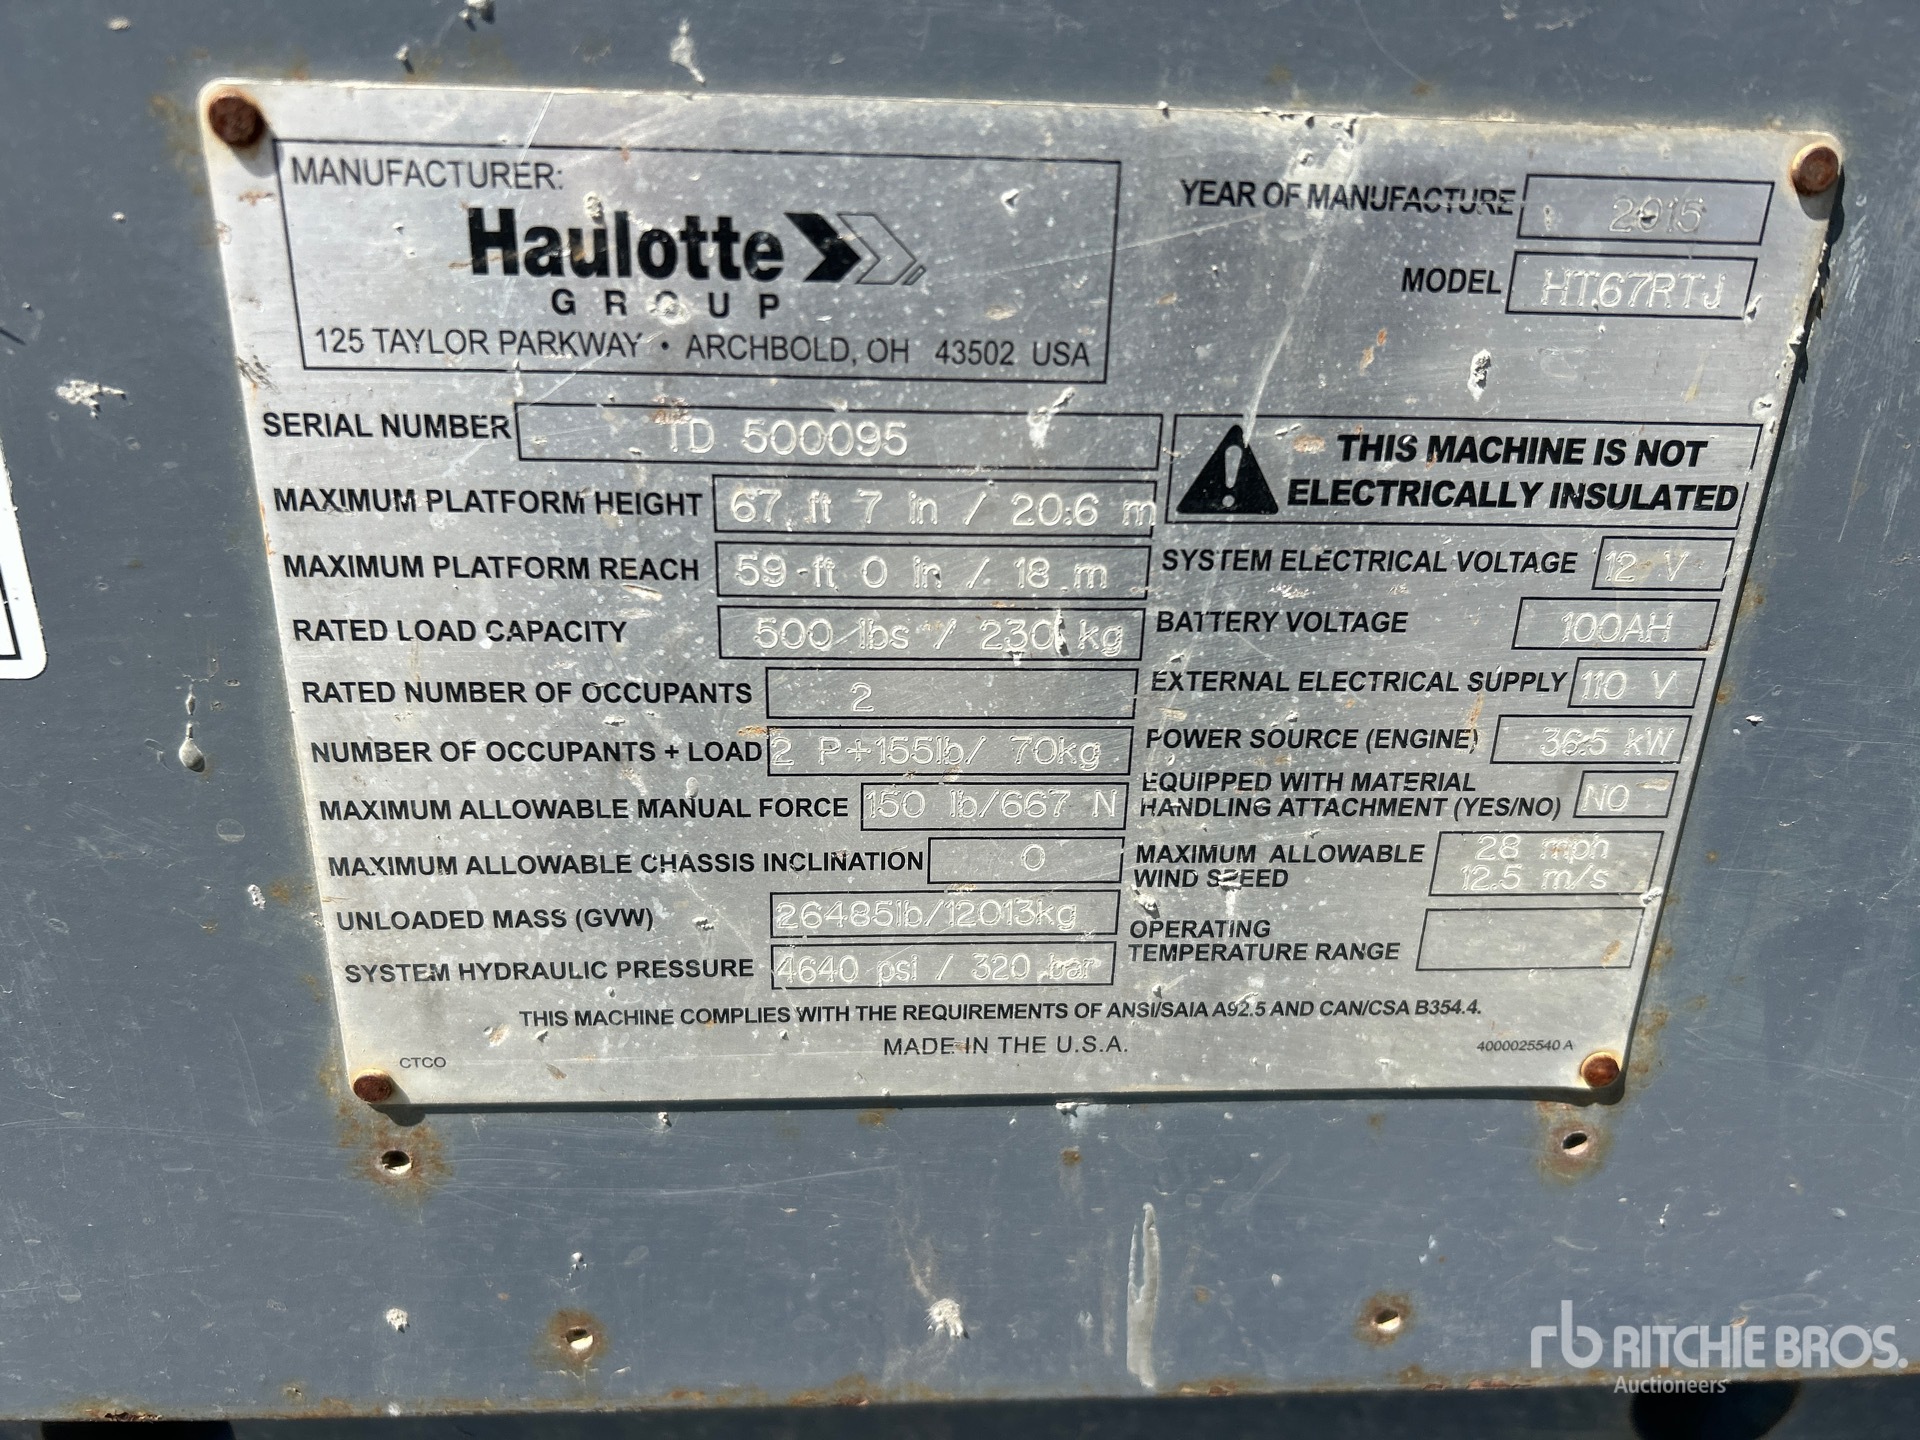 MANUFACTURER:
Haulotte
GROUP
125 TAYLOR PARKWAY • ARCHBOLD, OH 43502 USA
YEAR OF MANUFACTURE 2015
MODEL HT67RTJ
SERIAL NUMBER TD 500095
THIS MACHINE IS NOT
ELECTRICALLY INSULATED
MAXIMUM PLATFORM HEIGHT 67 ft 7 in / 20.6 m
MAXIMUM PLATFORM REACH 59 ft 0 in / 18 m
RATED LOAD CAPACITY 500 lbs / 230 kg
RATED NUMBER OF OCCUPANTS 2
NUMBER OF OCCUPANTS + LOAD 2 P+155lb/ 70kg
MAXIMUM ALLOWABLE MANUAL FORCE 150 lb/667 N
MAXIMUM ALLOWABLE CHASSIS INCLINATION 0
UNLOADED MASS (GVW) 26485lb/12013kg
SYSTEM HYDRAULIC PRESSURE 4640 psi / 320 bar
SYSTEM ELECTRICAL VOLTAGE 12 V
BATTERY VOLTAGE 100AH
EXTERNAL ELECTRICAL SUPPLY 110 V
POWER SOURCE (ENGINE) 36.5 kW
EQUIPPED WITH MATERIAL
HANDLING ATTACHMENT (YES/NO) NO
MAXIMUM ALLOWABLE 28 mph
WIND SPEED 12.5 m/s
OPERATING
TEMPERATURE RANGE
THIS MACHINE COMPLIES WITH THE REQUIREMENTS OF ANSI/SAIA A92.5 AND CAN/CSA B354.4.
MADE IN THE U.S.A.
CTCO
4000025540 A
rb RITCHIE BROS.
Auctioneers